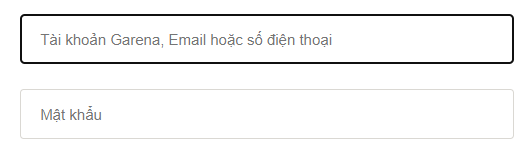 Tài khoản Garena, Email hoặc số điện thoại
Mật khẩu